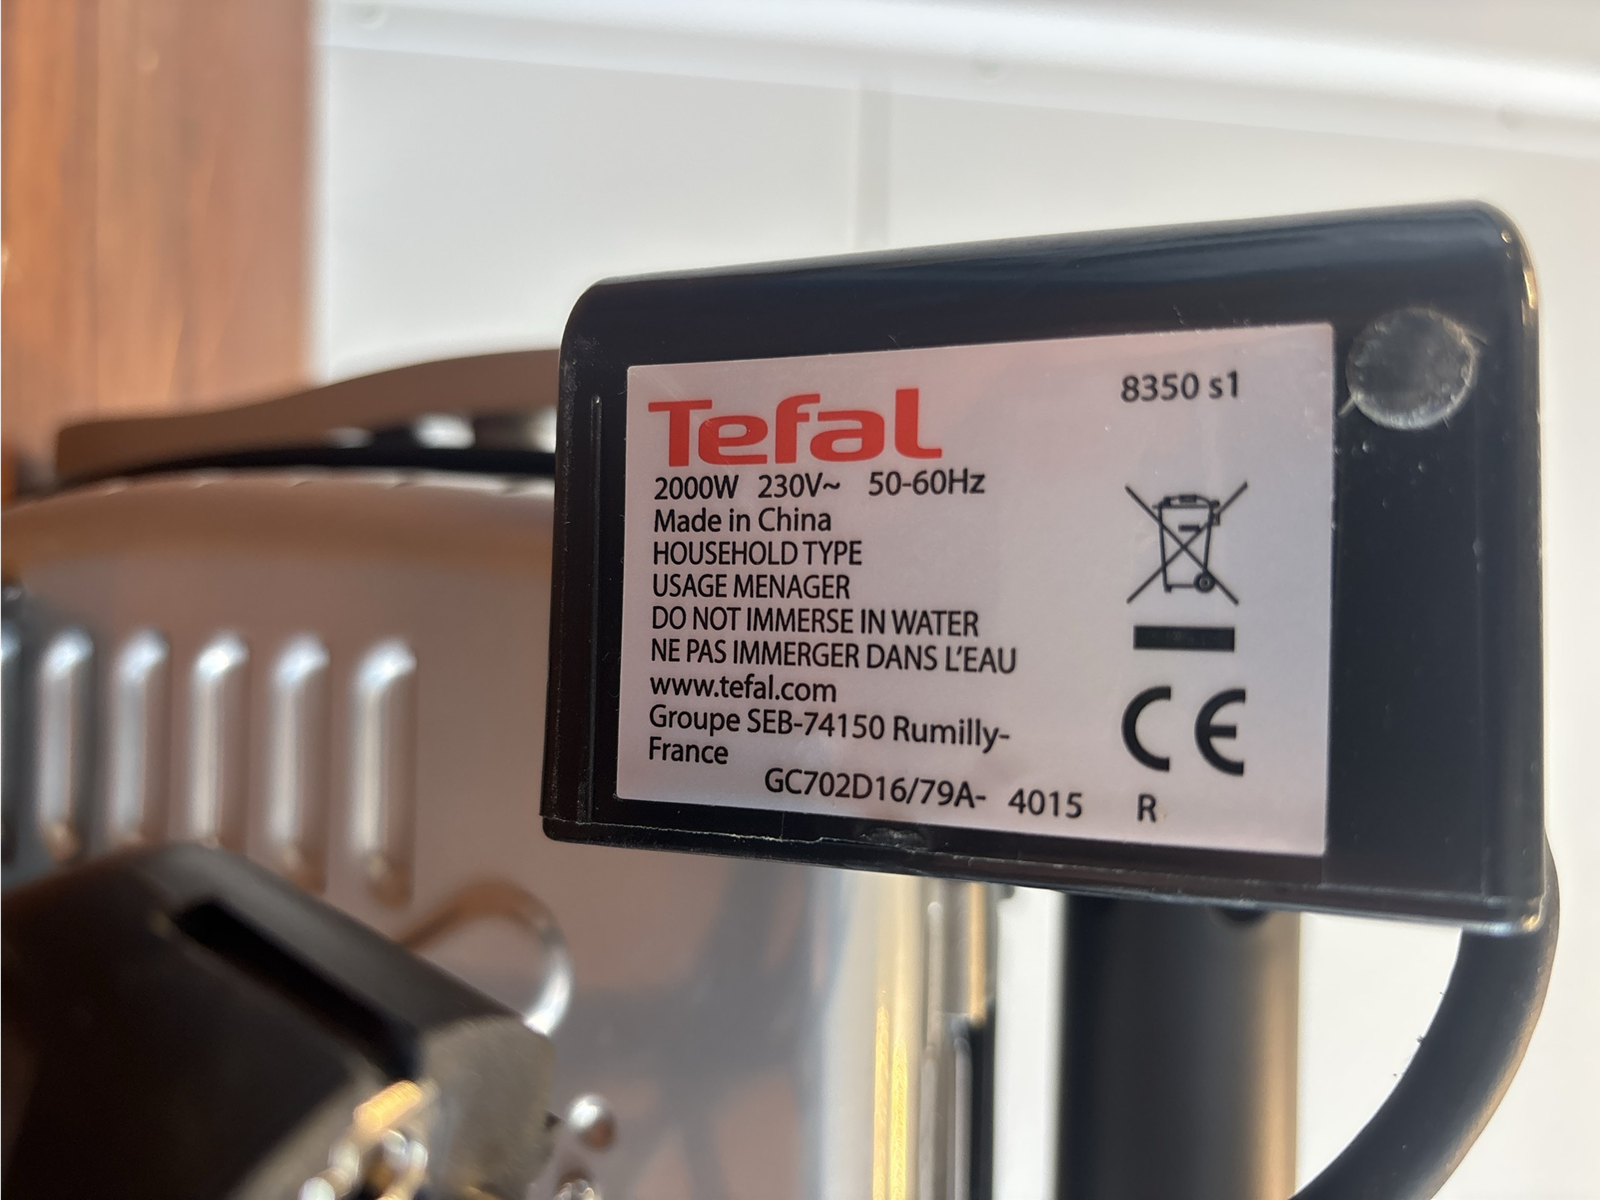 Tefal
8350 s1
2000W 230V~ 50-60Hz
Made in China
HOUSEHOLD TYPE
USAGE MENAGER
DO NOT IMMERSE IN WATER
NE PAS IMMERGER DANS L'EAU
www.tefal.com
Groupe SEB-74150 Rumilly-
France
GC702D16/79A- 4015 R
CE